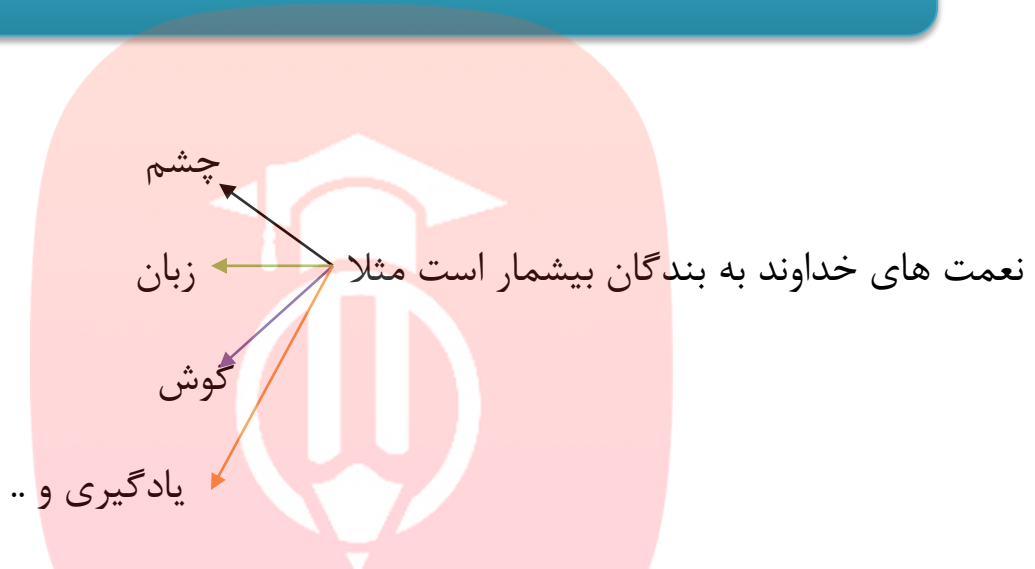 چشم
نعمت های خداوند به بندگان بیشمار است مثلا زبان
گوش
یادگیری و ..